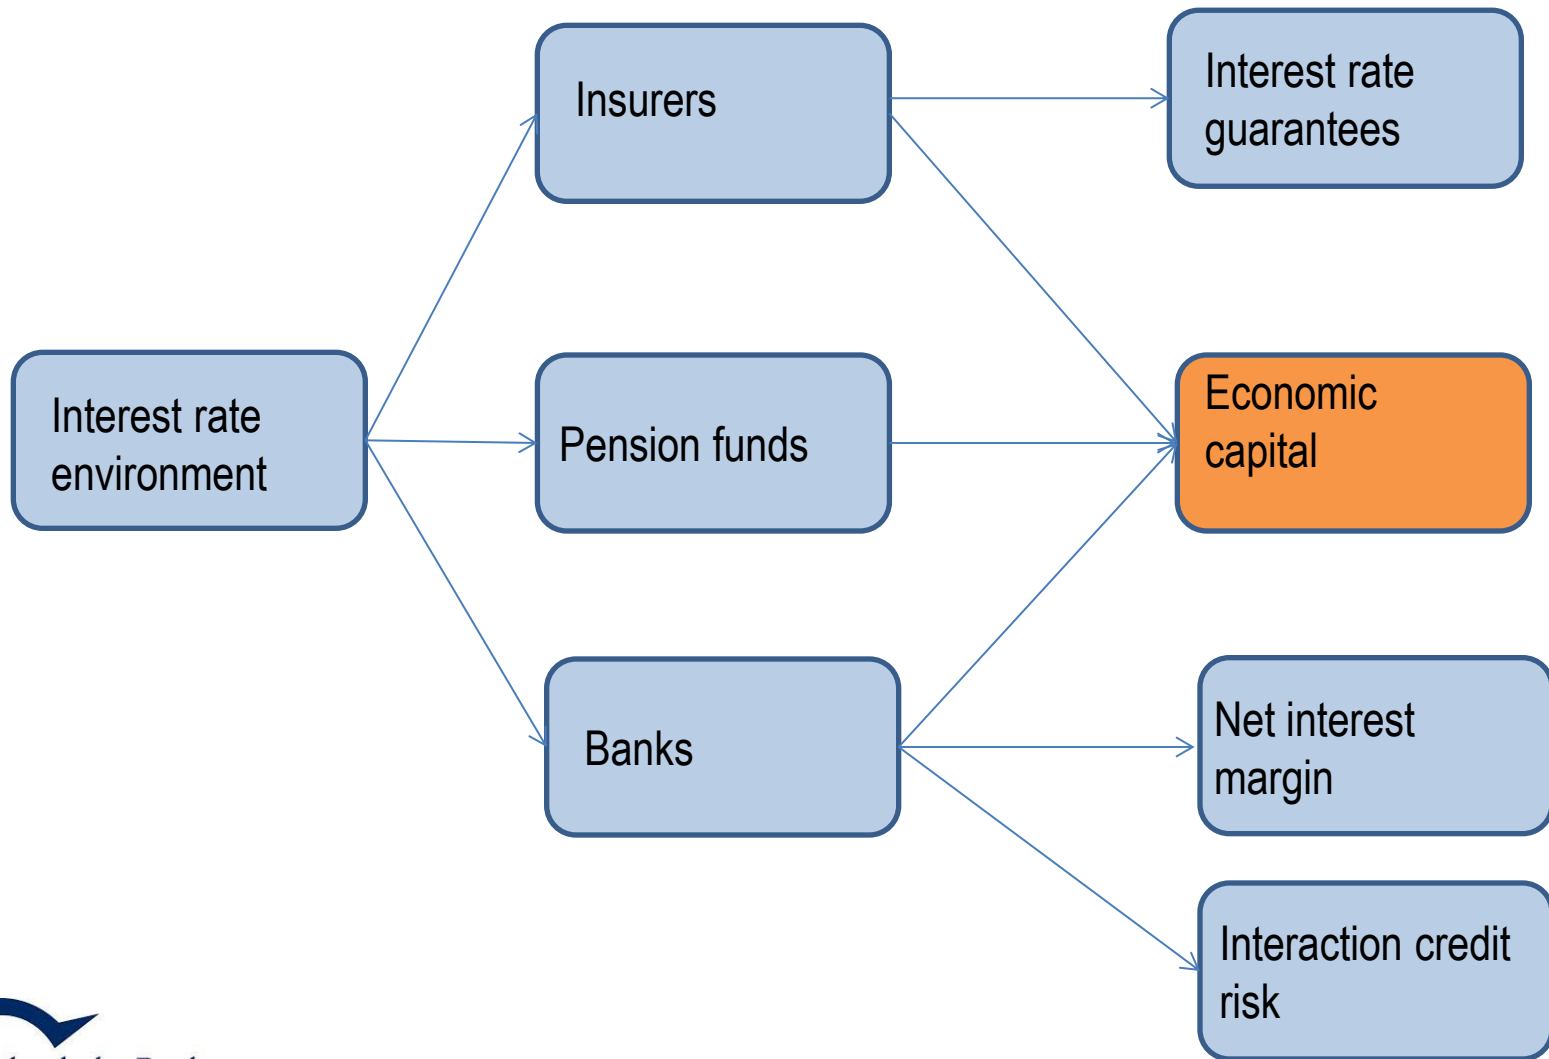 Insurers
Interest rate
guarantees
Interest rate
environment
Pension funds
Economic
capital
Banks
Net interest
margin
Interaction credit
risk